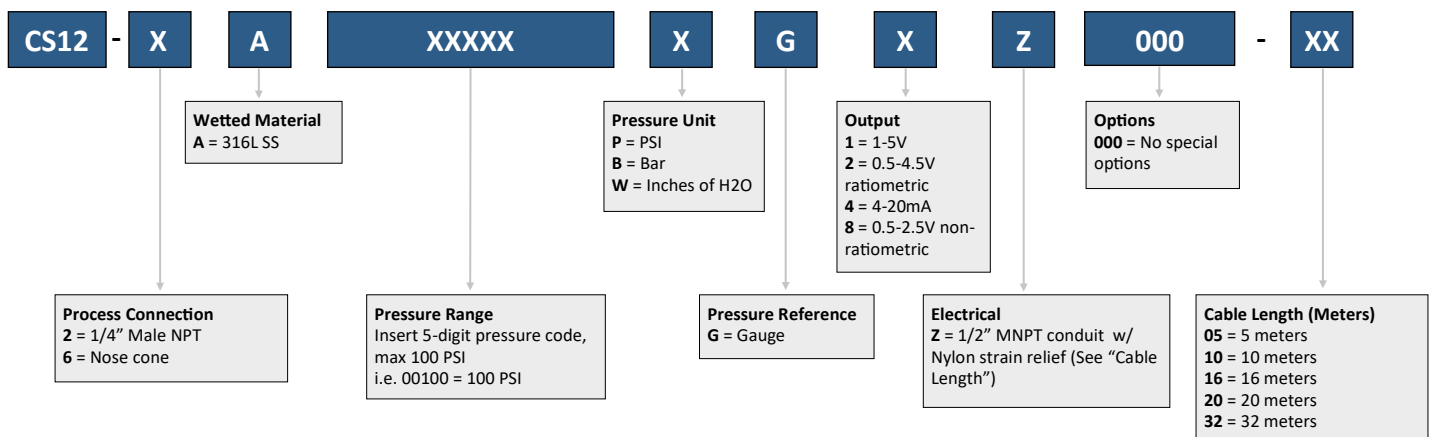 CS12 - X A XXXXX X G X Z 000 - XX
Wetted Material
A = 316L SS
Pressure Unit
P = PSI
B = Bar
W = Inches of H2O
Output
1 = 1-5V
2 = 0.5-4.5V
ratiometric
4 = 4-20mA
8 = 0.5-2.5V non-
ratiometric
Options
000 = No special
options
Process Connection
2 = 1/4” Male NPT
6 = Nose cone
Pressure Range
Insert 5-digit pressure code,
max 100 PSI
i.e. 00100 = 100 PSI
Pressure Reference
G = Gauge
Electrical
Z = 1/2” MNPT conduit w/
Nylon strain relief (See “Cable
Length”)
Cable Length (Meters)
05 = 5 meters
10 = 10 meters
16 = 16 meters
20 = 20 meters
32 = 32 meters